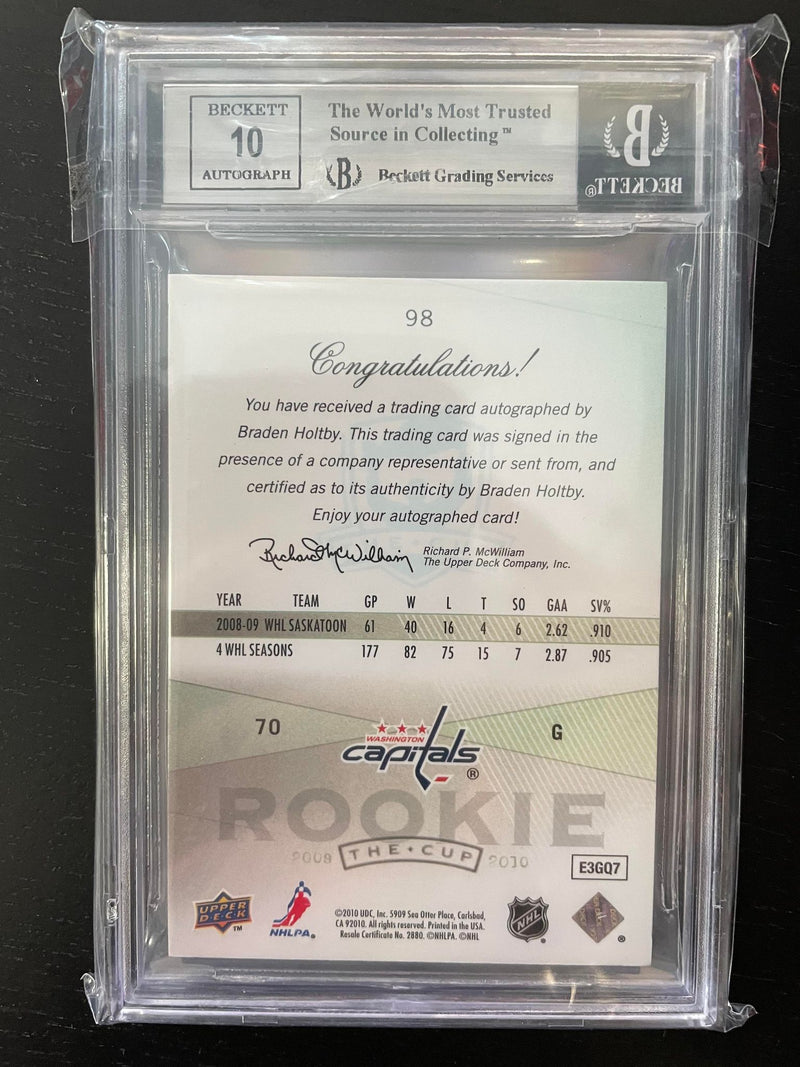 BECKETT
10
AUTOGRAPH
The World's Most Trusted
Source in Collecting™
B Beckett Grading Services
B
BECKETT®
98
Congratulations!
You have received a trading card autographed by
Braden Holtby. This trading card was signed in the
presence of a company representative or sent from, and
certified as to its authenticity by Braden Holtby.
Enjoy your autographed card!
Richard McWilliam
Richard P. McWilliam
The Upper Deck Company, Inc.
YEAR TEAM GP W L T SO GAA SV%
2008-09 WHL SASKATOON 61 40 16 4 6 2.62 .910
4 WHL SEASONS 177 82 75 15 7 2.87 .905
70
WASHINGTON
capitals®
G
ROOKIE
2009 THE•CUP 2010
E3GQ7
UPPER DECK™
NHLPA®
©2010 UDC, Inc. 5909 Sea Otter Place, Carlsbad,
CA 92010. All rights reserved. Printed in the USA.
Resale Certificate No. 2880. ©NHLPA. ©NHL
NHL®
®